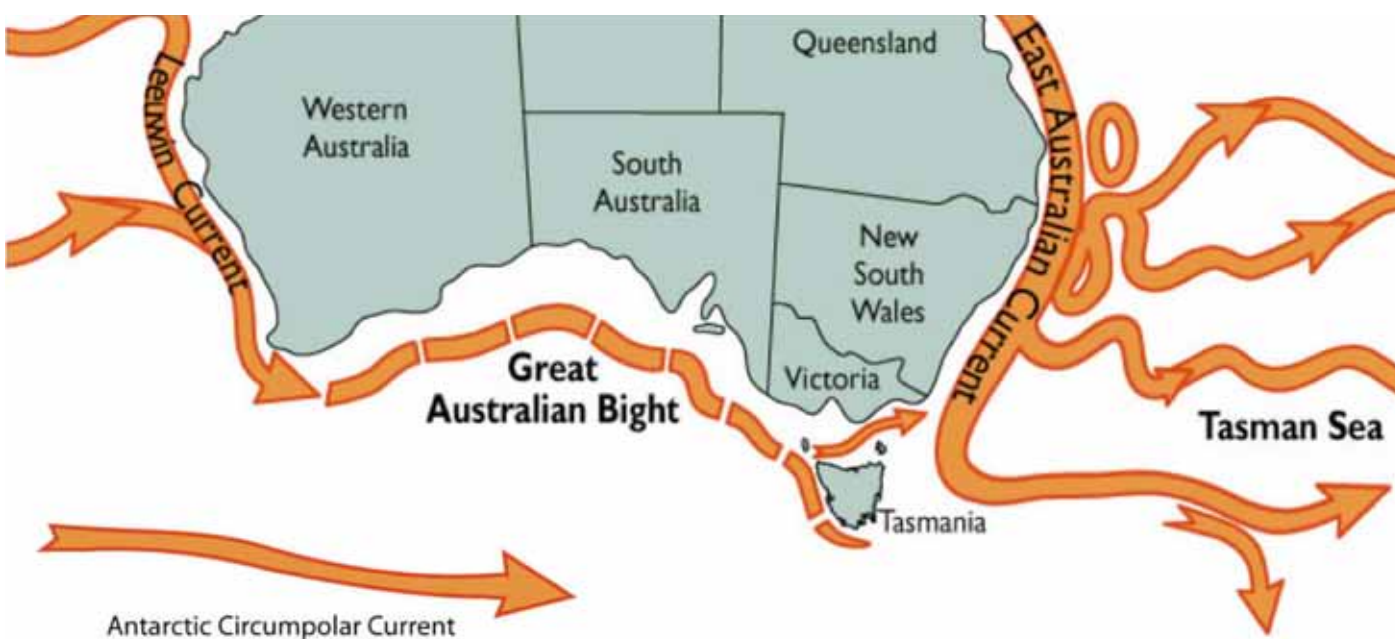 Queensland
East Australian Current
Leeuwin Current
Western
Australia
South
Australia
New
South
Wales
Great
Australian Bight
Victoria
Tasman Sea
Tasmania
Antarctic Circumpolar Current